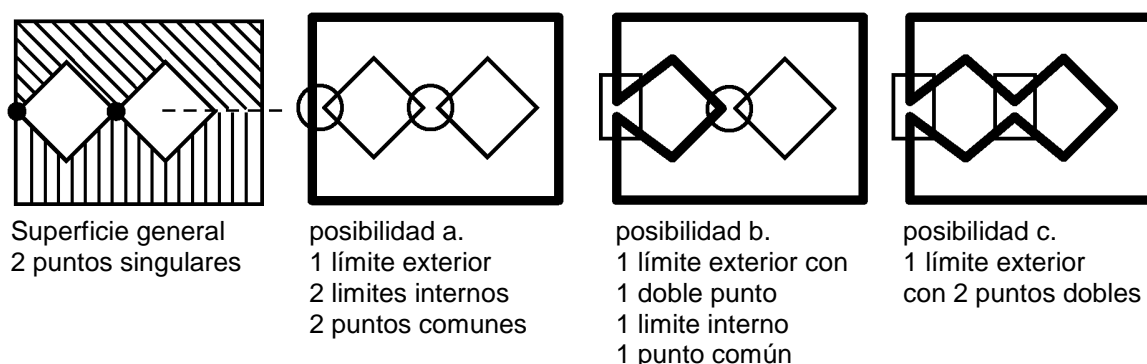 Superficie general
2 puntos singulares
posibilidad a.
1 límite exterior
2 limites internos
2 puntos comunes
posibilidad b.
1 límite exterior con
1 doble punto
1 limite interno
1 punto común
posibilidad c.
1 límite exterior
con 2 puntos dobles